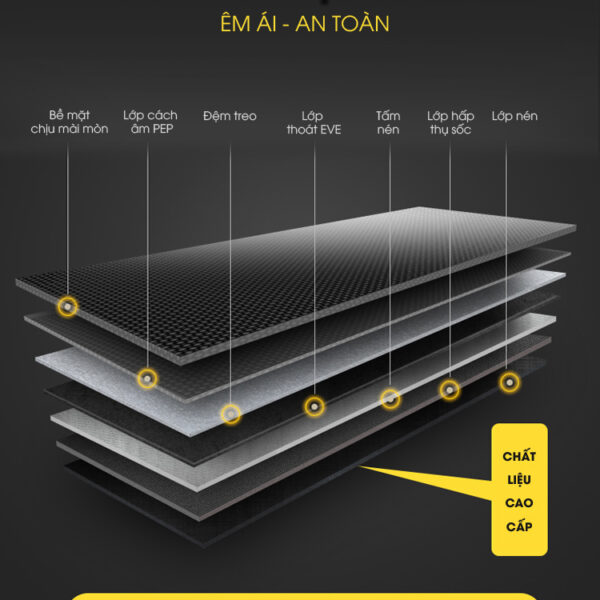 ÊM ÁI - AN TOÀN
Bề mặt
chịu mài mòn
Lớp cách
âm PEP
Đệm treo
Lớp
thoát EVE
Tấm
nén
Lớp hấp
thụ sốc
Lớp nén
CHẤT
LIỆU
CAO
CẤP